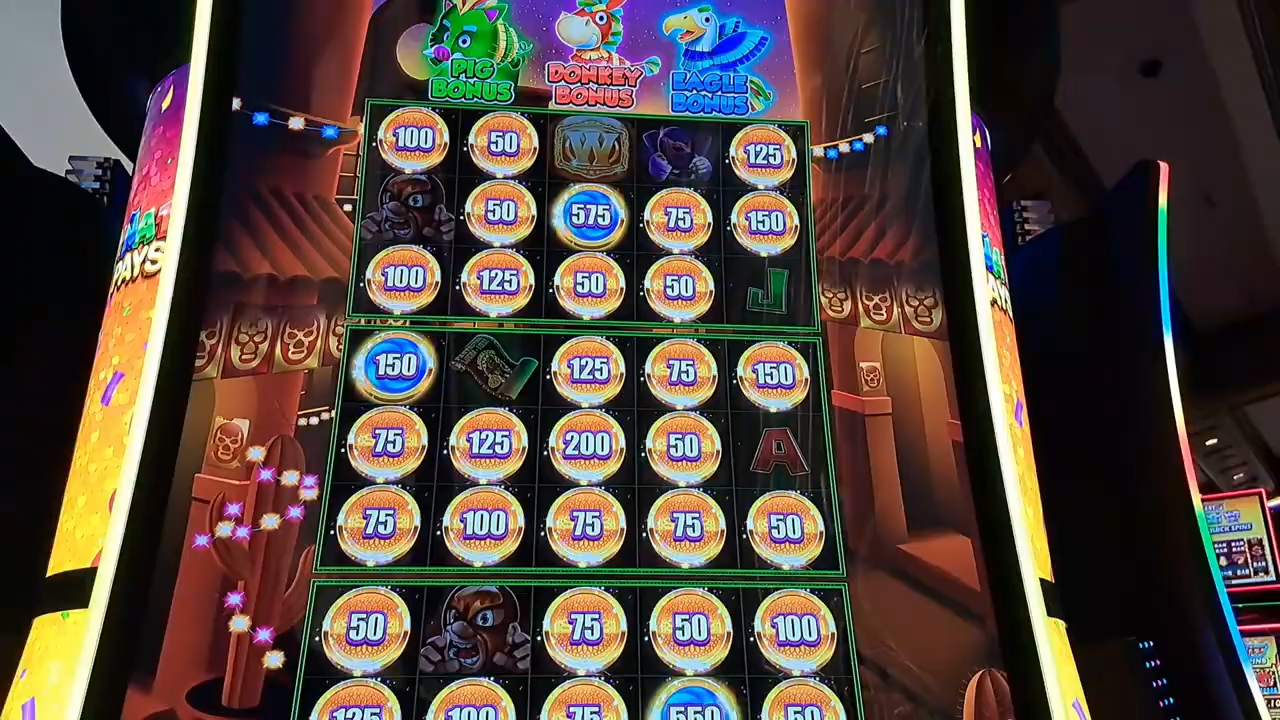 PIG BONUS
DONKEY BONUS
EAGLE BONUS
100 50 W 125
50 575 75 150
100 125 50 50 J
150 125 75 150
75 125 200 50 A
75 100 75 75 50
50 75 50 100
125 100 75 550 50
PAYS